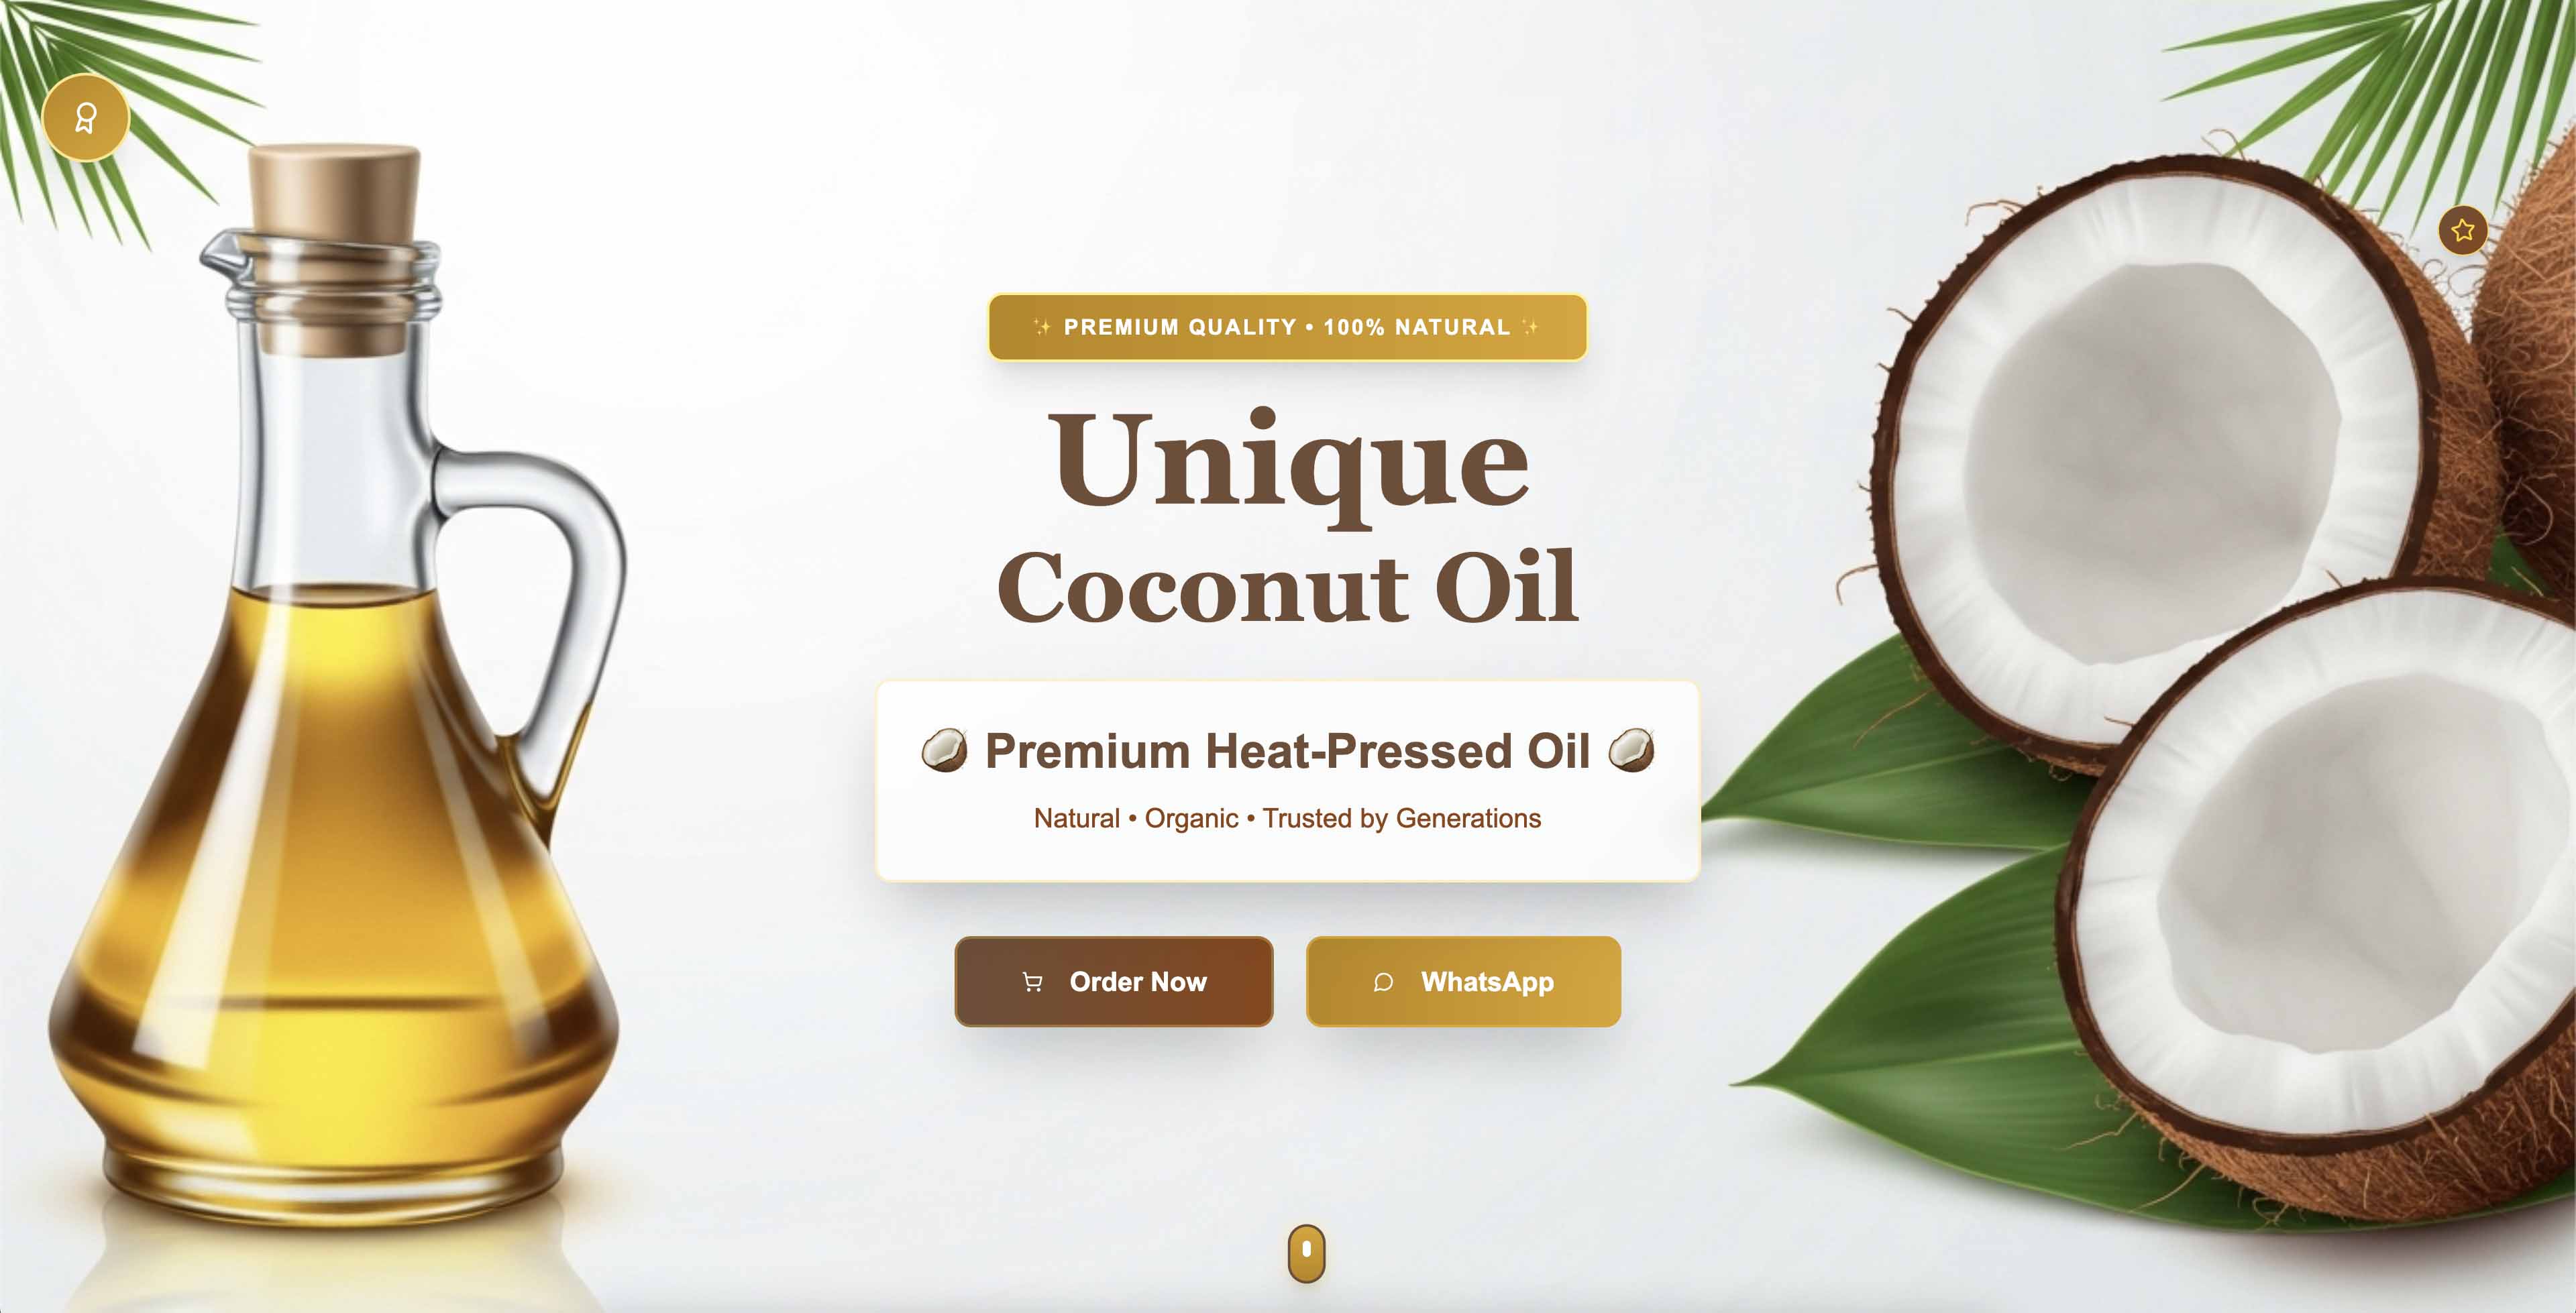 ✨ PREMIUM QUALITY • 100% NATURAL ✨
Unique
Coconut Oil
🥥 Premium Heat-Pressed Oil 🥥
Natural • Organic • Trusted by Generations
Order Now
WhatsApp